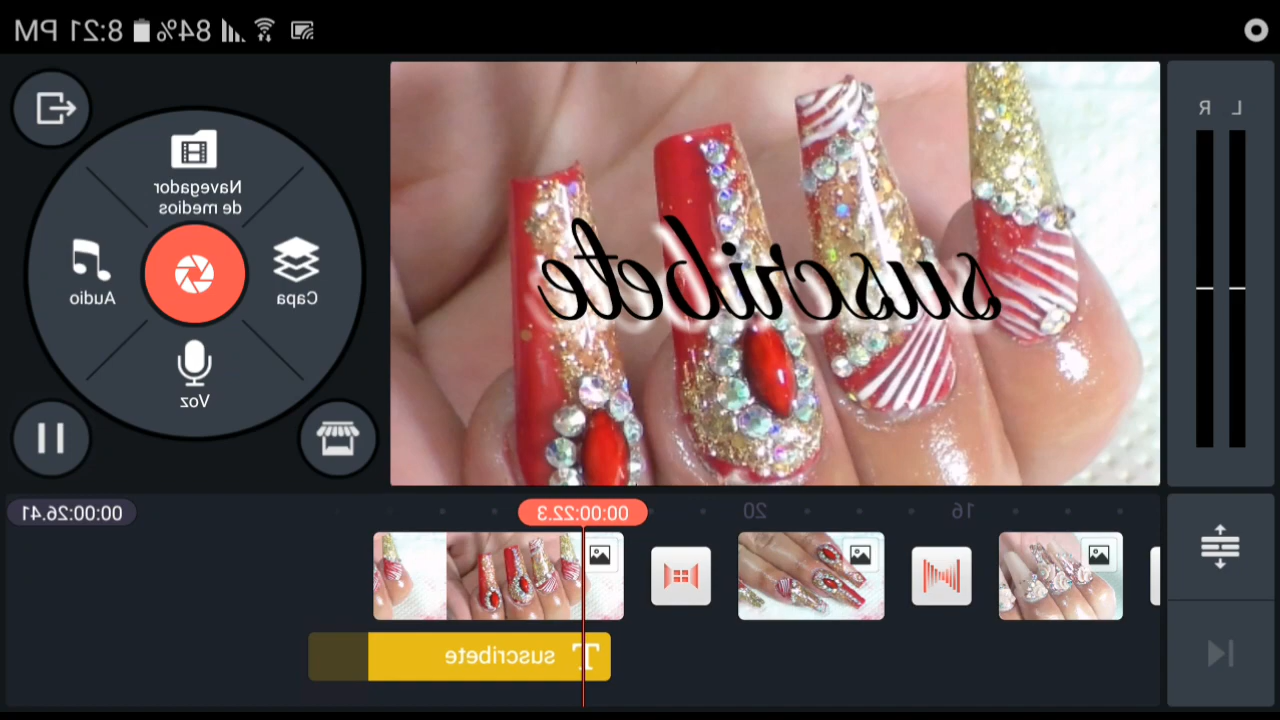 84% 8:21 PM
Navegador
de medios
Audio
Capa
Voz
L R
suscribete
16
20
00:00:22.3
00:00:26.41
T suscribete